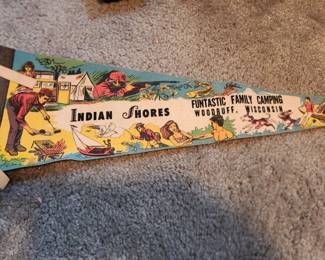 INDIAN SHORES
FUNTASTIC FAMILY CAMPING
WOODRUFF, WISCONSIN